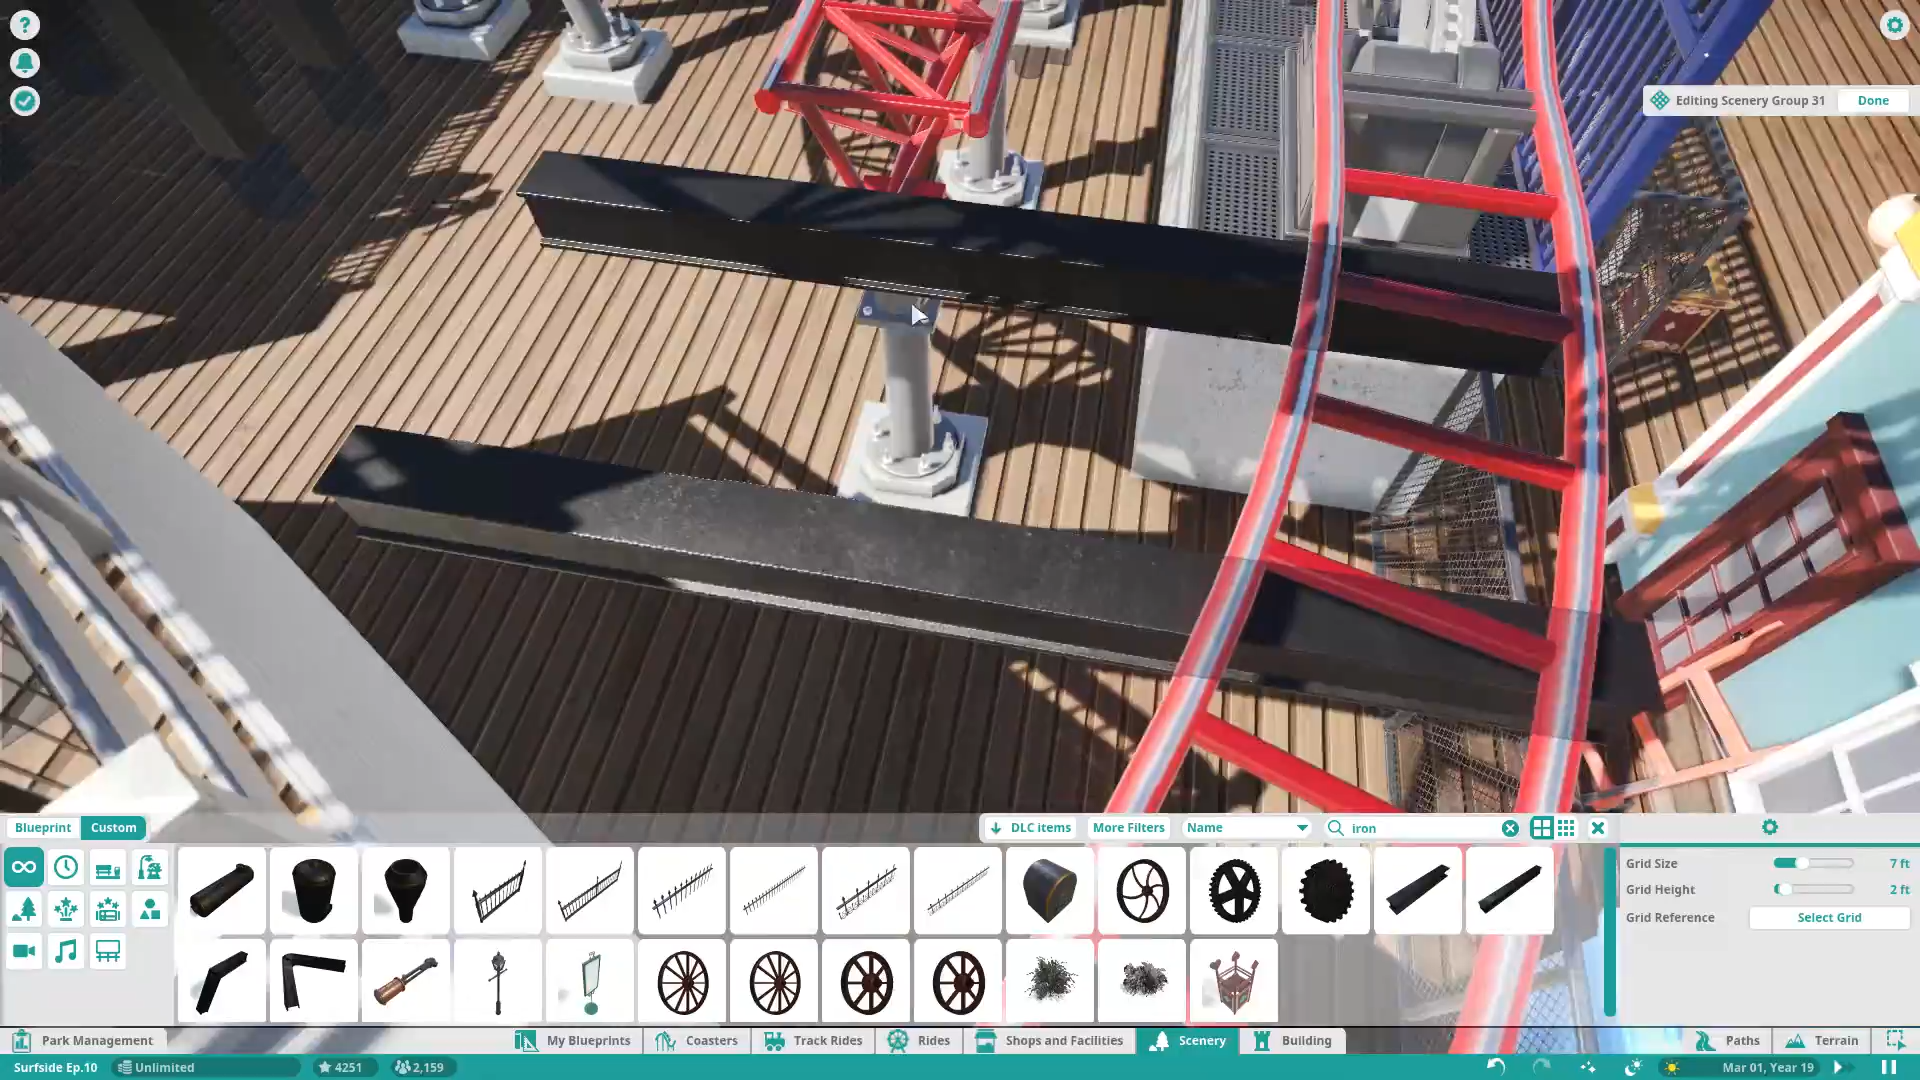 ?
Editing Scenery Group 31
Done
Blueprint
Custom
DLC items
More Filters
Name
iron
Grid Size
7 ft
Grid Height
2 ft
Grid Reference
Select Grid
Park Management
My Blueprints
Coasters
Track Rides
Rides
Shops and Facilities
Scenery
Building
Paths
Terrain
Surfside Ep.10
Unlimited
4251
2,159
Mar 01, Year 19